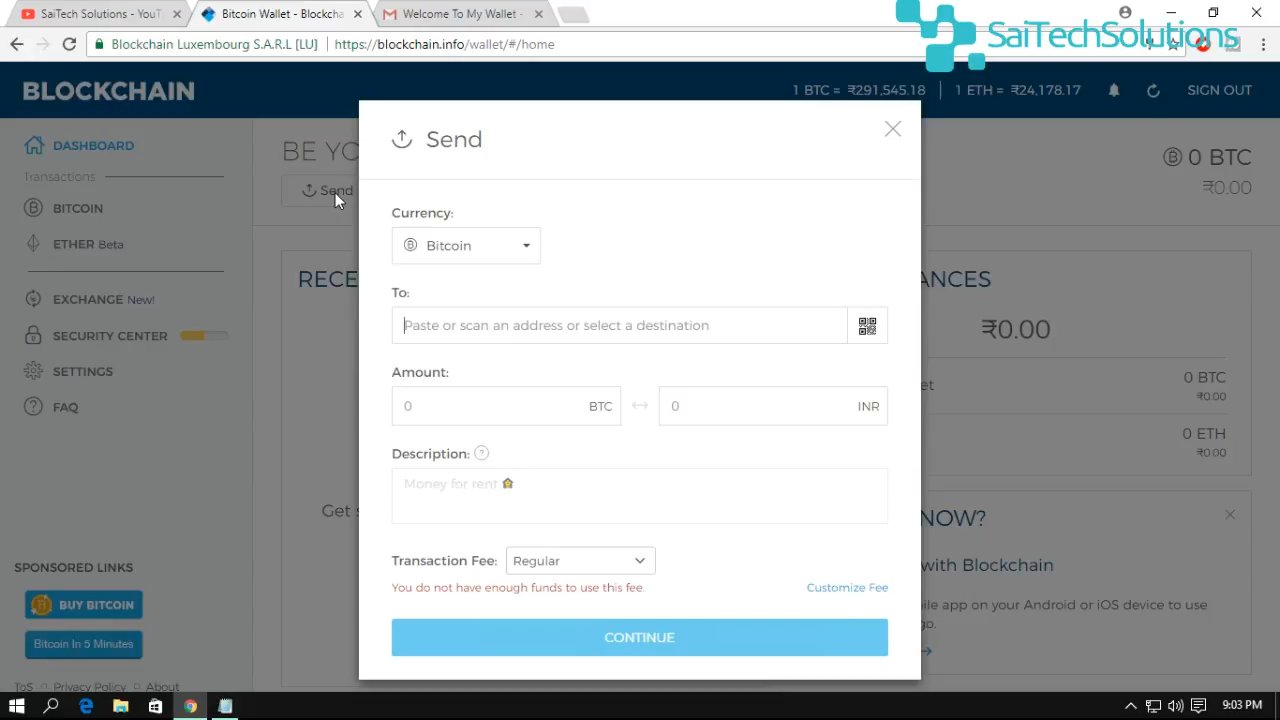 SaiTech Solutions - YouT
Bitcoin Wallet - Blockcha
Welcome To My Wallet -
SaiTechSolutions
Blockchain Luxembourg S.A.R.L [LU]
https://blockchain.info/wallet/#/home
BLOCKCHAIN
1 BTC = ₹291,545.18
1 ETH = ₹24,178.17
SIGN OUT
DASHBOARD
Transactions
BITCOIN
ETHER Beta
EXCHANGE New!
SECURITY CENTER
SETTINGS
FAQ
SPONSORED LINKS
BUY BITCOIN
Bitcoin In 5 Minutes
ToS
Privacy Policy
About
BE YO
Send
RECE
Get s
Send
Currency:
Bitcoin
To:
Paste or scan an address or select a destination
Amount:
0 BTC
0 INR
Description: ?
Money for rent
Transaction Fee: Regular
You do not have enough funds to use this fee.
Customize Fee
CONTINUE
0 BTC
₹0.00
ANCES
₹0.00
et
0 BTC
₹0.00
0 ETH
₹0.00
NOW?
with Blockchain
ile app on your Android or iOS device to use
go.
9:03 PM